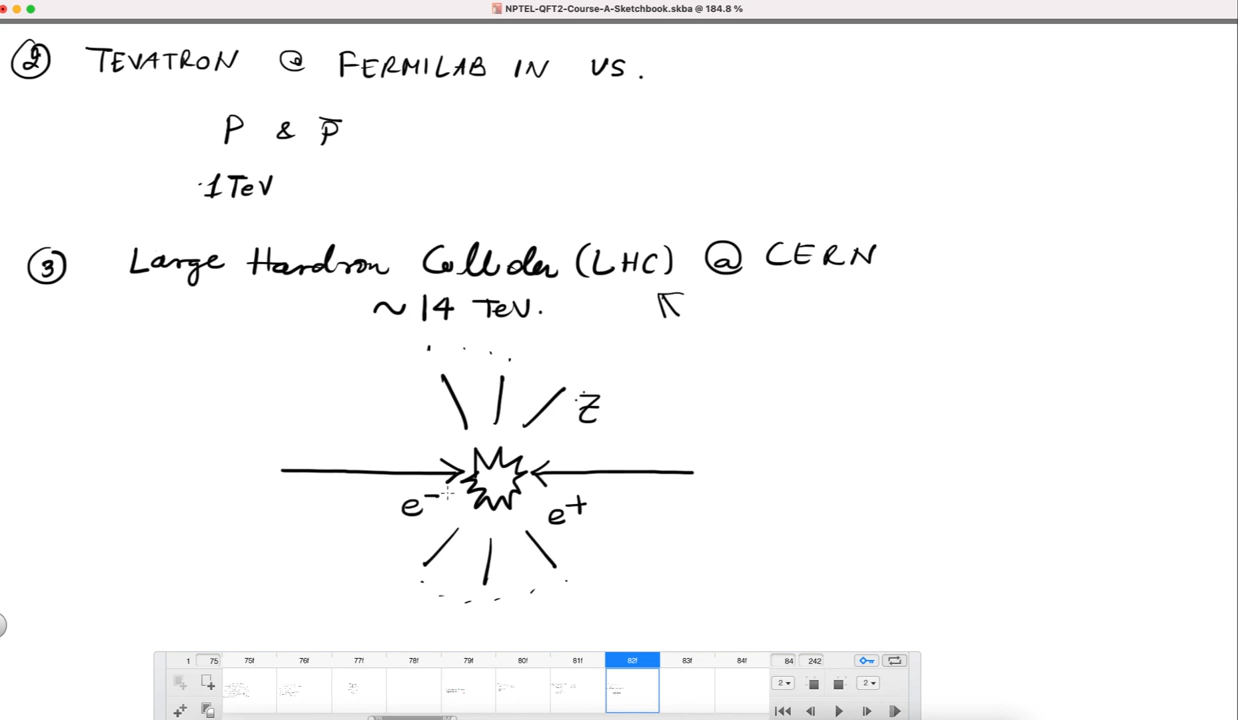 NPTEL-QFT2-Course-A-Sketchbook.skba @ 184.8 %
② TEVATRON @ FERMILAB IN US.
P & p̅
1 TeV
③ Large Hardron Collider (LHC) @ CERN
~ 14 TeV.
Z
e⁻ e⁺
1 75 75f 76f 77f 78f 79f 80f 81f 82f 83f 84f 84 242
2 2